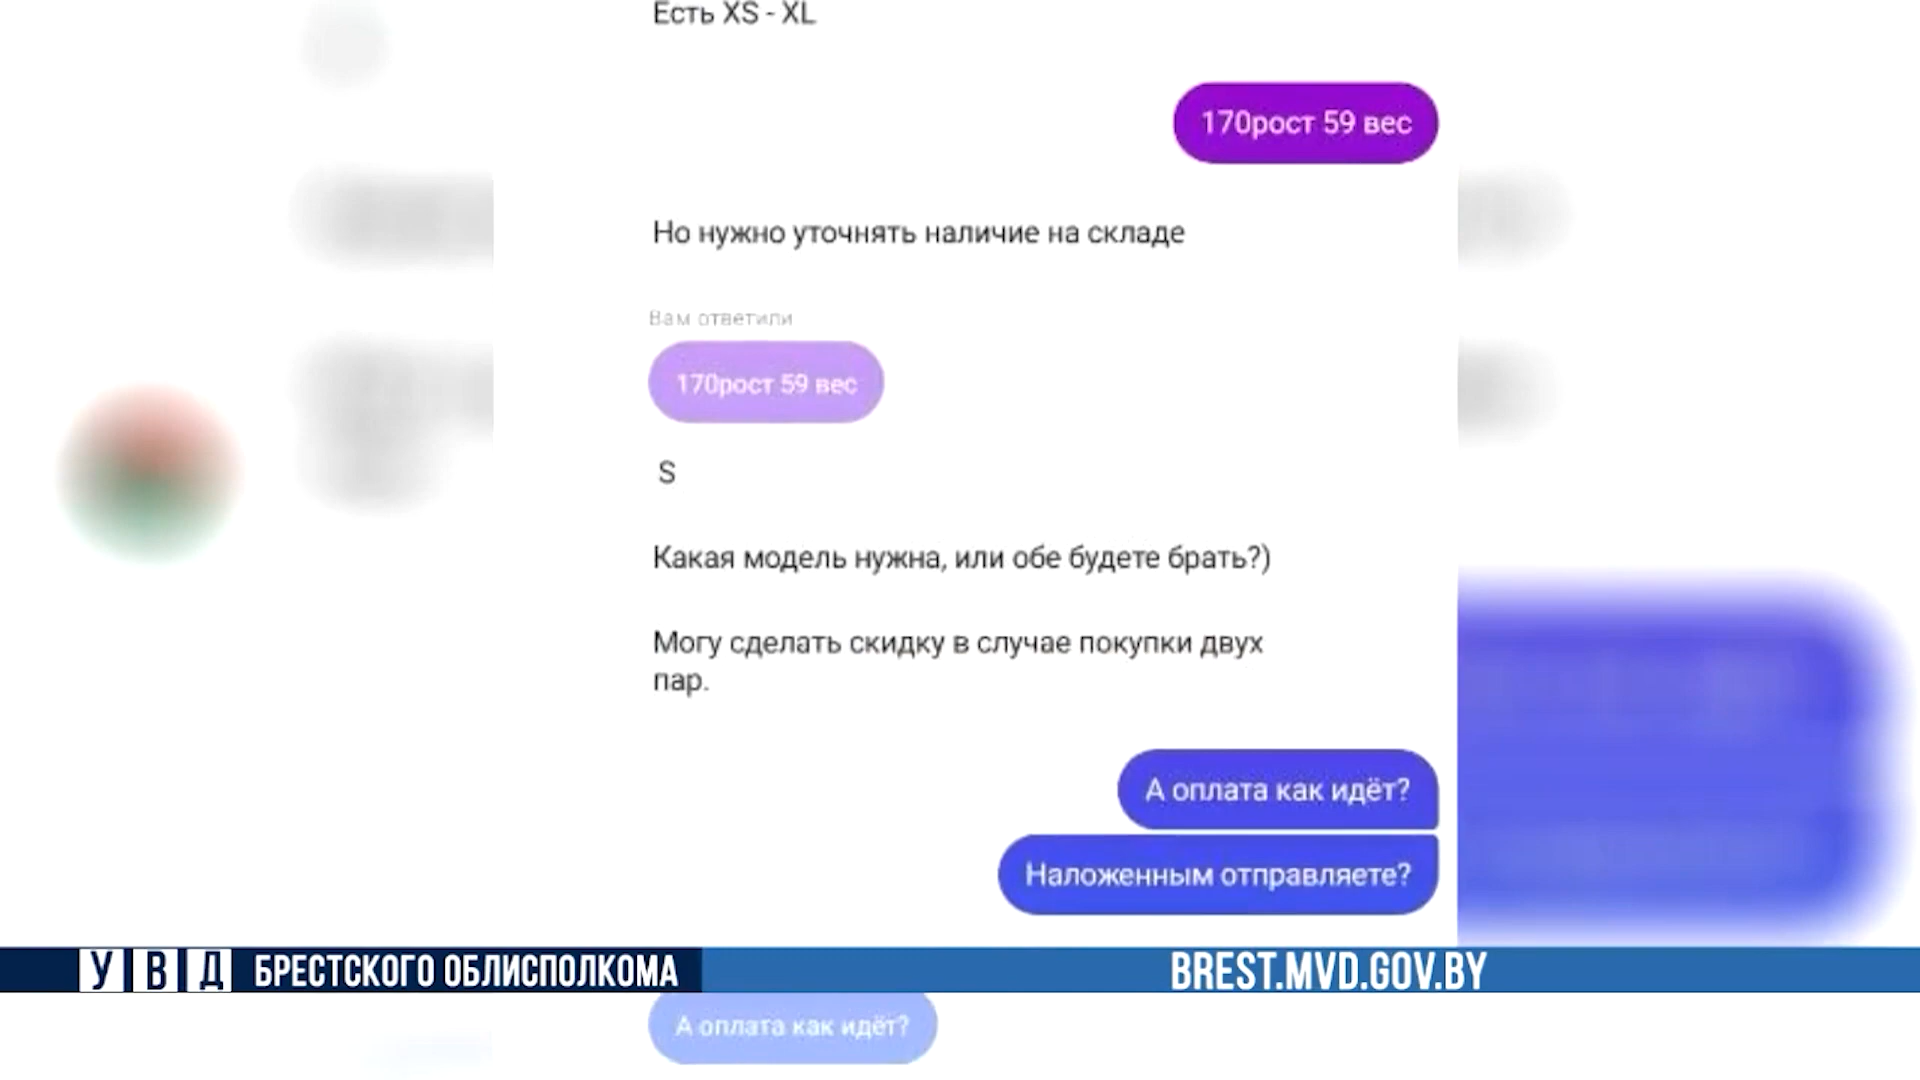 Есть XS - XL
170рост 59 вес
Но нужно уточнять наличие на складе
Вам ответили
170рост 59 вес
S
Какая модель нужна, или обе будете брать?)
Могу сделать скидку в случае покупки двух
пар.
А оплата как идёт?
Наложенным отправляете?
УВД БРЕСТСКОГО ОБЛИСПОЛКОМА
BREST.MVD.GOV.BY
А оплата как идёт?